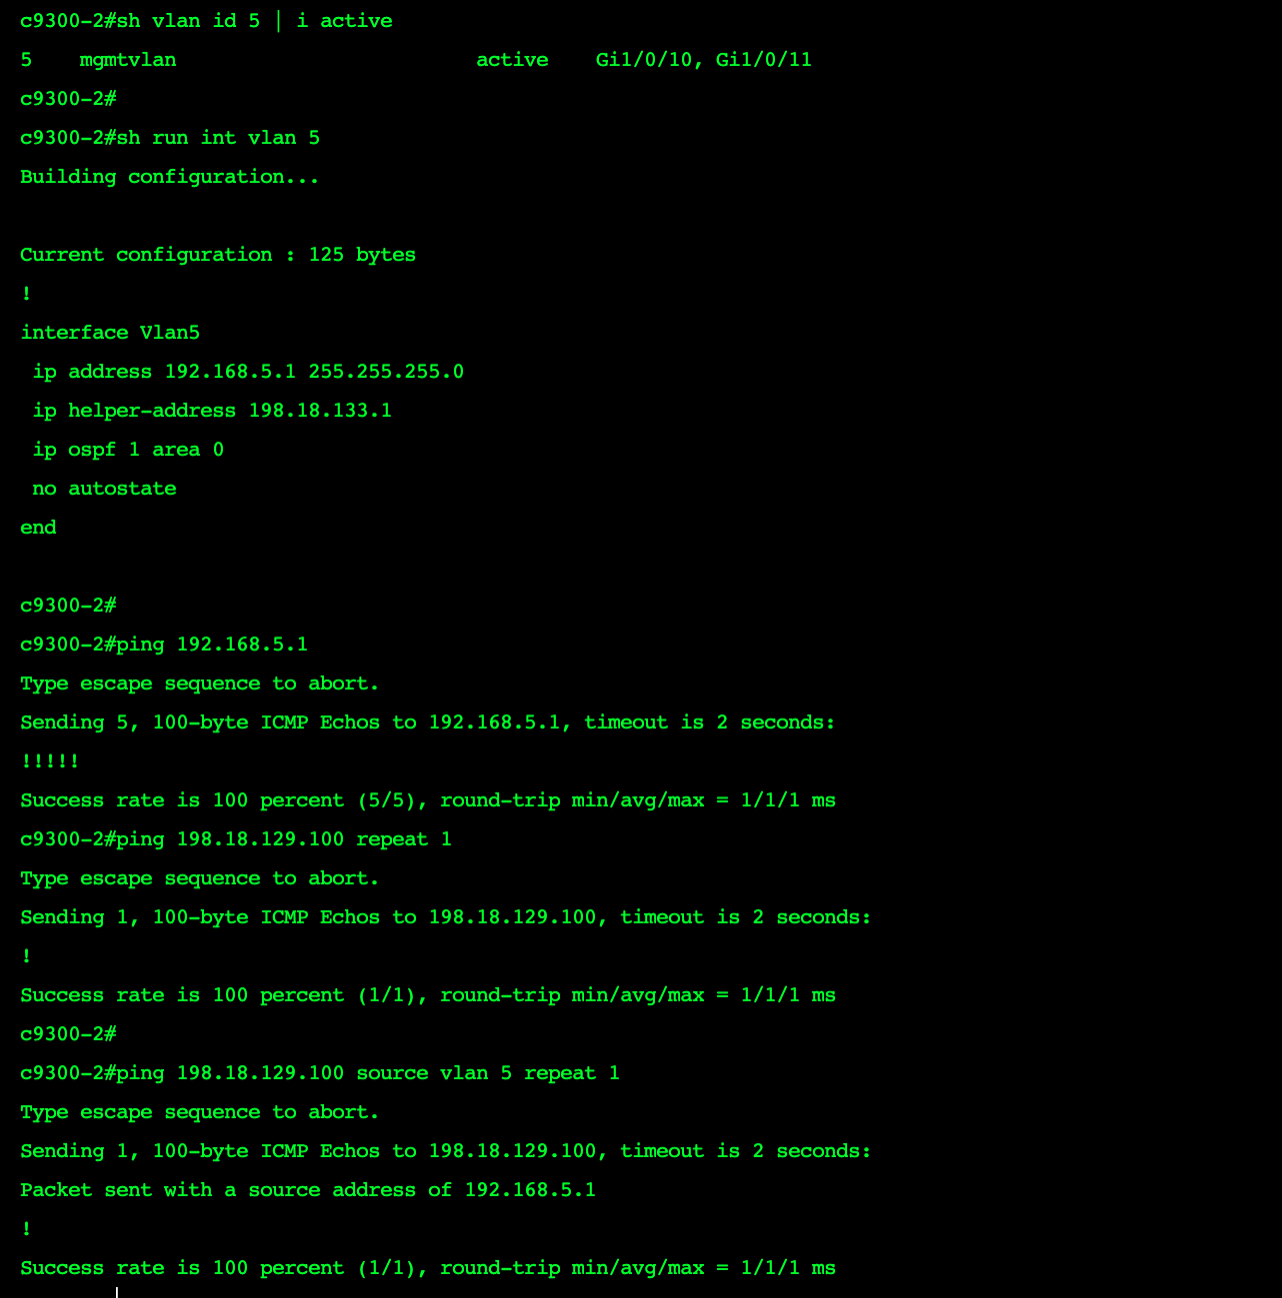 c9300-2#sh vlan id 5 | i active
5    mgmtvlan                         active    Gi1/0/10, Gi1/0/11
c9300-2#
c9300-2#sh run int vlan 5
Building configuration...

Current configuration : 125 bytes
!
interface Vlan5
 ip address 192.168.5.1 255.255.255.0
 ip helper-address 198.18.133.1
 ip ospf 1 area 0
 no autostate
end

c9300-2#
c9300-2#ping 192.168.5.1
Type escape sequence to abort.
Sending 5, 100-byte ICMP Echos to 192.168.5.1, timeout is 2 seconds:
!!!!!
Success rate is 100 percent (5/5), round-trip min/avg/max = 1/1/1 ms
c9300-2#ping 198.18.129.100 repeat 1
Type escape sequence to abort.
Sending 1, 100-byte ICMP Echos to 198.18.129.100, timeout is 2 seconds:
!
Success rate is 100 percent (1/1), round-trip min/avg/max = 1/1/1 ms
c9300-2#
c9300-2#ping 198.18.129.100 source vlan 5 repeat 1
Type escape sequence to abort.
Sending 1, 100-byte ICMP Echos to 198.18.129.100, timeout is 2 seconds:
Packet sent with a source address of 192.168.5.1
!
Success rate is 100 percent (1/1), round-trip min/avg/max = 1/1/1 ms